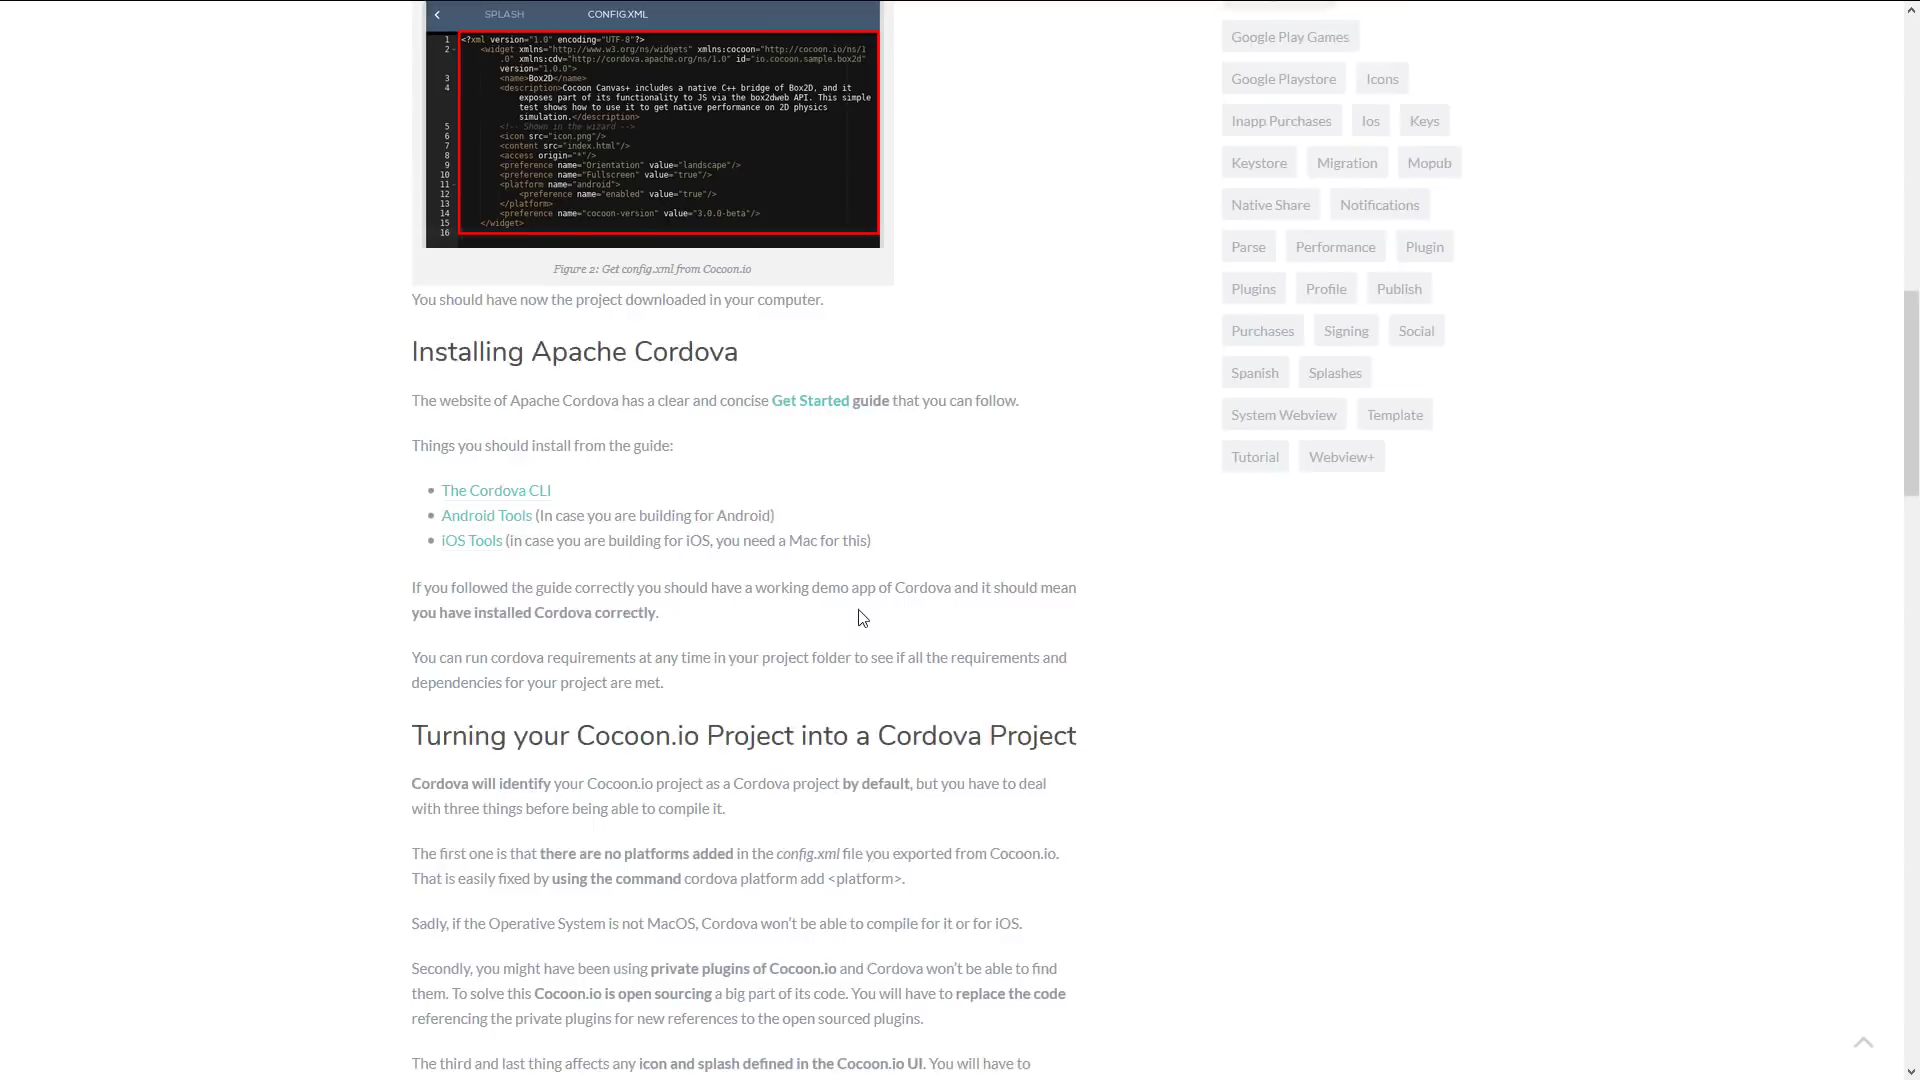 SPLASH CONFIG.XML
1 <?xml version="1.0" encoding="UTF-8"?>
2 <widget xmlns="http://www.w3.org/ns/widgets" xmlns:cocoon="http://cocoon.io/ns/1
.0" xmlns:cdv="http://cordova.apache.org/ns/1.0" id="io.cocoon.sample.box2d"
version="1.0.0">
3 <name>Box2D</name>
4 <description>Cocoon Canvas+ includes a native C++ bridge of Box2D, and it
exposes part of its functionality to JS via the box2dweb API. This simple
test shows how to use it to get native performance on 2D physics
simulation.</description>
5 <!-- Shown in the wizard -->
6 <icon src="icon.png"/>
7 <content src="index.html"/>
8 <access origin="*"/>
9 <preference name="Orientation" value="landscape"/>
10 <preference name="Fullscreen" value="true"/>
11 <platform name="android">
12 <preference name="enabled" value="true"/>
13 </platform>
14 <preference name="cocoon-version" value="3.0.0-beta"/>
15 </widget>
16
Figure 2: Get config.xml from Cocoon.io
You should have now the project downloaded in your computer.
Installing Apache Cordova
The website of Apache Cordova has a clear and concise Get Started guide that you can follow.
Things you should install from the guide:
• The Cordova CLI
• Android Tools (In case you are building for Android)
• iOS Tools (in case you are building for iOS, you need a Mac for this)
If you followed the guide correctly you should have a working demo app of Cordova and it should mean
you have installed Cordova correctly.
You can run cordova requirements at any time in your project folder to see if all the requirements and
dependencies for your project are met.
Turning your Cocoon.io Project into a Cordova Project
Cordova will identify your Cocoon.io project as a Cordova project by default, but you have to deal
with three things before being able to compile it.
The first one is that there are no platforms added in the config.xml file you exported from Cocoon.io.
That is easily fixed by using the command cordova platform add <platform>.
Sadly, if the Operative System is not MacOS, Cordova won't be able to compile for it or for iOS.
Secondly, you might have been using private plugins of Cocoon.io and Cordova won't be able to find
them. To solve this Cocoon.io is open sourcing a big part of its code. You will have to replace the code
referencing the private plugins for new references to the open sourced plugins.
The third and last thing affects any icon and splash defined in the Cocoon.io UI. You will have to
Google Play Games
Google Playstore Icons
Inapp Purchases Ios Keys
Keystore Migration Mopub
Native Share Notifications
Parse Performance Plugin
Plugins Profile Publish
Purchases Signing Social
Spanish Splashes
System Webview Template
Tutorial Webview+